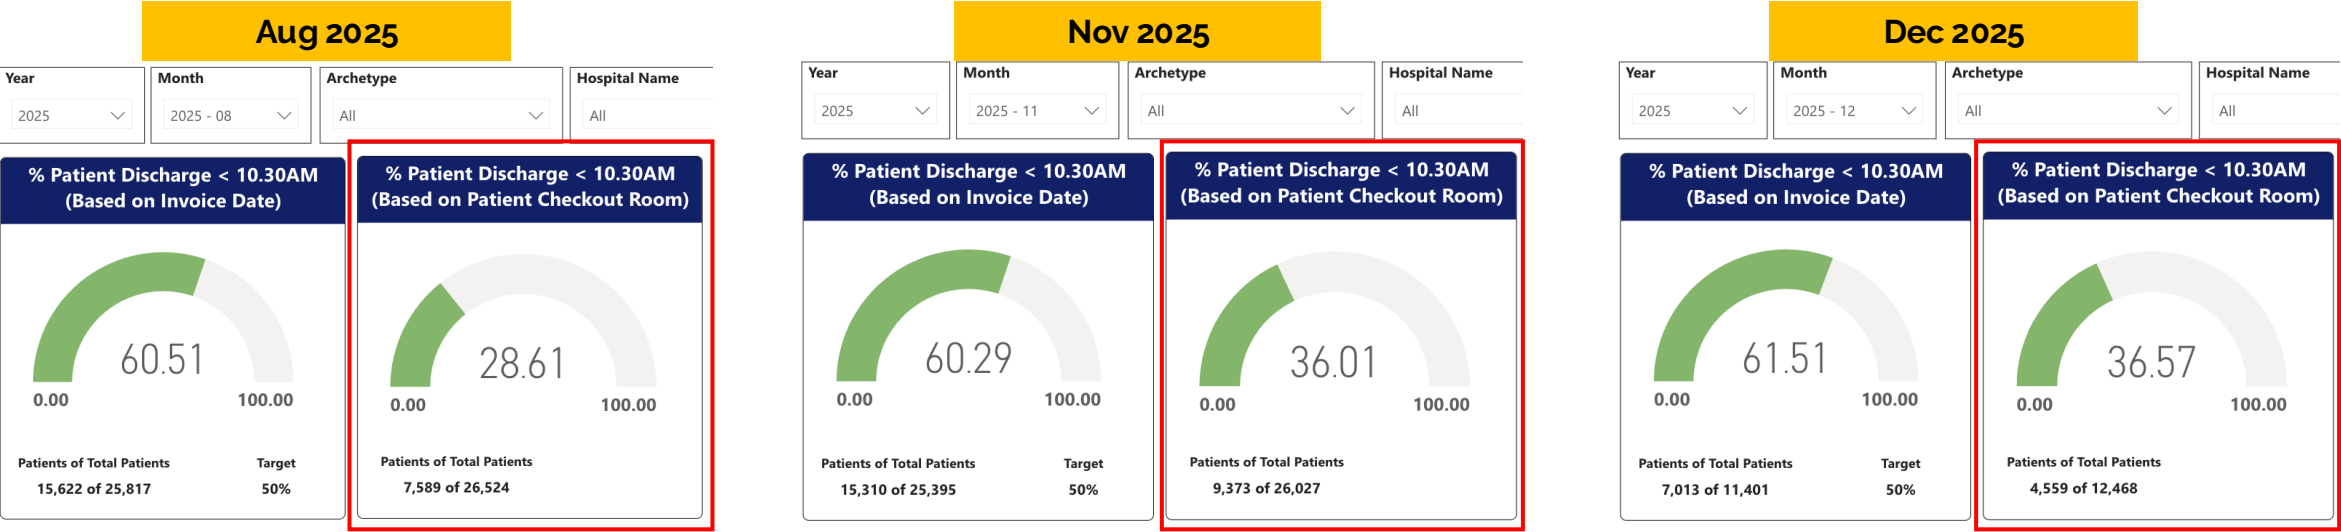 Aug 2025
Year
2025
Month
2025 - 08
Archetype
All
Hospital Name
All
% Patient Discharge < 10.30AM
(Based on Invoice Date)
60.51
0.00
100.00
Patients of Total Patients
Target
15,622 of 25,817
50%
% Patient Discharge < 10.30AM
(Based on Patient Checkout Room)
28.61
0.00
100.00
Patients of Total Patients
7,589 of 26,524
Nov 2025
Year
2025
Month
2025 - 11
Archetype
All
Hospital Name
All
% Patient Discharge < 10.30AM
(Based on Invoice Date)
60.29
0.00
100.00
Patients of Total Patients
Target
15,310 of 25,395
50%
% Patient Discharge < 10.30AM
(Based on Patient Checkout Room)
36.01
0.00
100.00
Patients of Total Patients
9,373 of 26,027
Dec 2025
Year
2025
Month
2025 - 12
Archetype
All
Hospital Name
All
% Patient Discharge < 10.30AM
(Based on Invoice Date)
61.51
0.00
100.00
Patients of Total Patients
Target
7,013 of 11,401
50%
% Patient Discharge < 10.30AM
(Based on Patient Checkout Room)
36.57
0.00
100.00
Patients of Total Patients
4,559 of 12,468